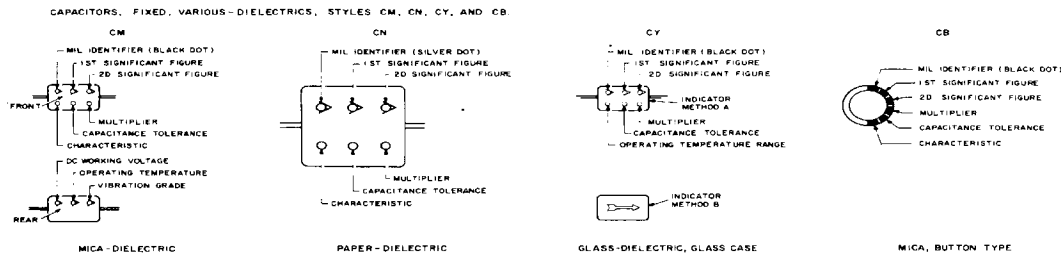 CAPACITORS, FIXED, VARIOUS-DIELECTRICS, STYLES CM, CN, CY, AND CB.
CM
MIL IDENTIFIER (BLACK DOT)
1ST SIGNIFICANT FIGURE
2D SIGNIFICANT FIGURE
FRONT
MULTIPLIER
CAPACITANCE TOLERANCE
CHARACTERISTIC
DC WORKING VOLTAGE
OPERATING TEMPERATURE
VIBRATION GRADE
REAR
MICA-DIELECTRIC
CN
MIL IDENTIFIER (SILVER DOT)
1ST SIGNIFICANT FIGURE
2D SIGNIFICANT FIGURE
MULTIPLIER
CAPACITANCE TOLERANCE
CHARACTERISTIC
PAPER-DIELECTRIC
CY
MIL IDENTIFIER (BLACK DOT)
1ST SIGNIFICANT FIGURE
2D SIGNIFICANT FIGURE
INDICATOR
METHOD A
MULTIPLIER
CAPACITANCE TOLERANCE
OPERATING TEMPERATURE RANGE
INDICATOR
METHOD B
GLASS-DIELECTRIC, GLASS CASE
CB
MIL IDENTIFIER (BLACK DOT)
1ST SIGNIFICANT FIGURE
2D SIGNIFICANT FIGURE
MULTIPLIER
CAPACITANCE TOLERANCE
CHARACTERISTIC
MICA, BUTTON TYPE